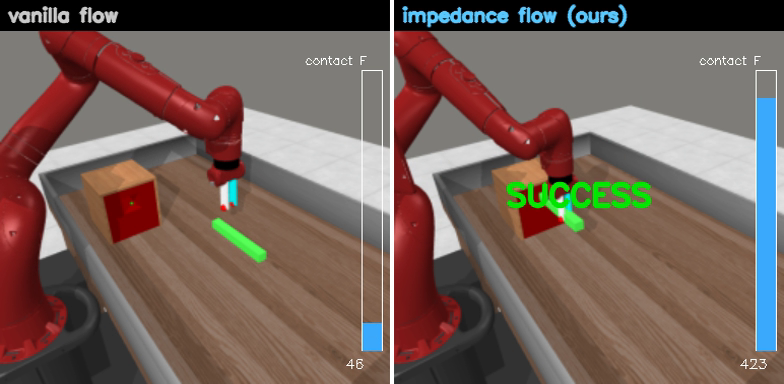 vanilla flow
contact F
46
impedance flow (ours)
contact F
SUCCESS
423